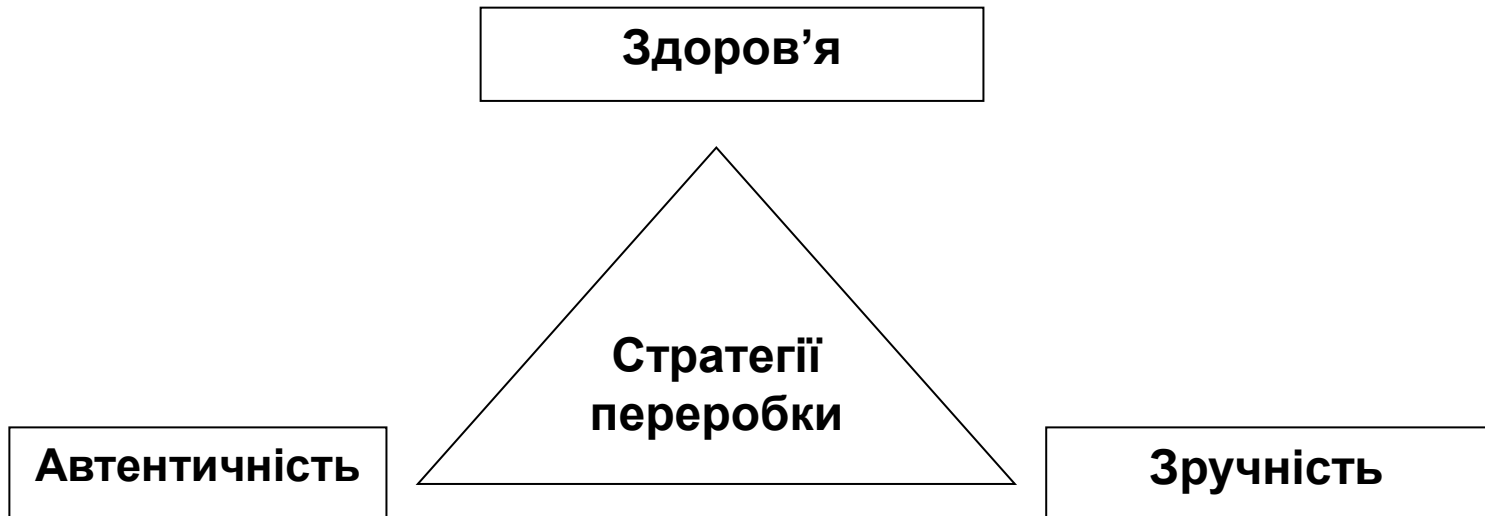 Здоров’я
Стратегії
переробки
Автентичність
Зручність